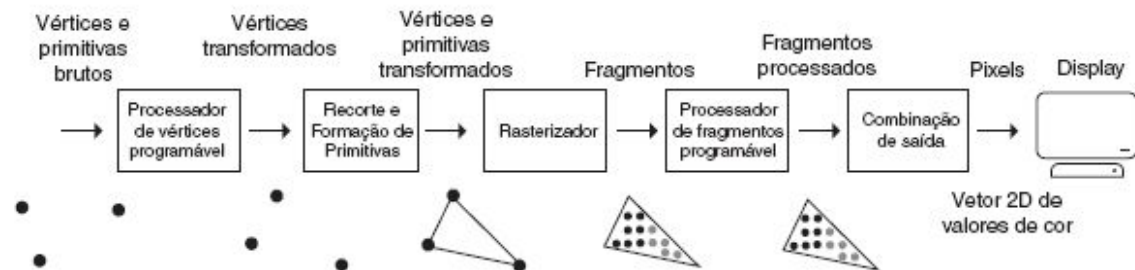 Vértices e
primitivas
brutos
Vértices
transformados
Vértices e
primitivas
transformados
Fragmentos
Fragmentos
processados
Pixels
Display
Processador
de vértices
programável
Recorte e
Formação de
Primitivas
Rasterizador
Processador
de fragmentos
programável
Combinação
de saída
Vetor 2D de
valores de cor